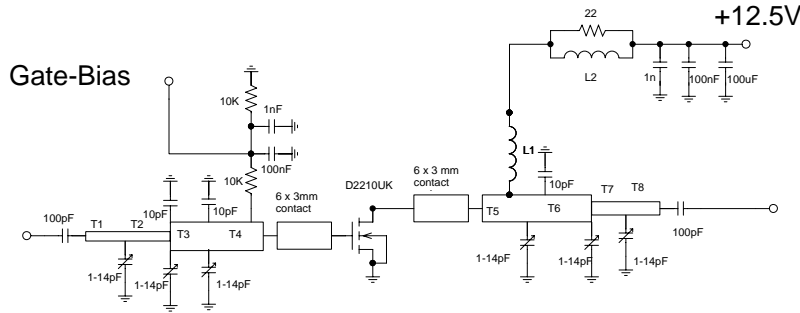 +12.5V
22
L2
1n
100nF
100uF
Gate-Bias
10K
1nF
100nF
10K
L1
6 x 3 mm
contact
10pF
D2210UK
6 x 3mm
contact
10pF
10pF
100pF
T1
T2
T3
T4
T5
T6
T7
T8
100pF
1-14pF
1-14pF
1-14pF
1-14pF
1-14pF
1-14pF